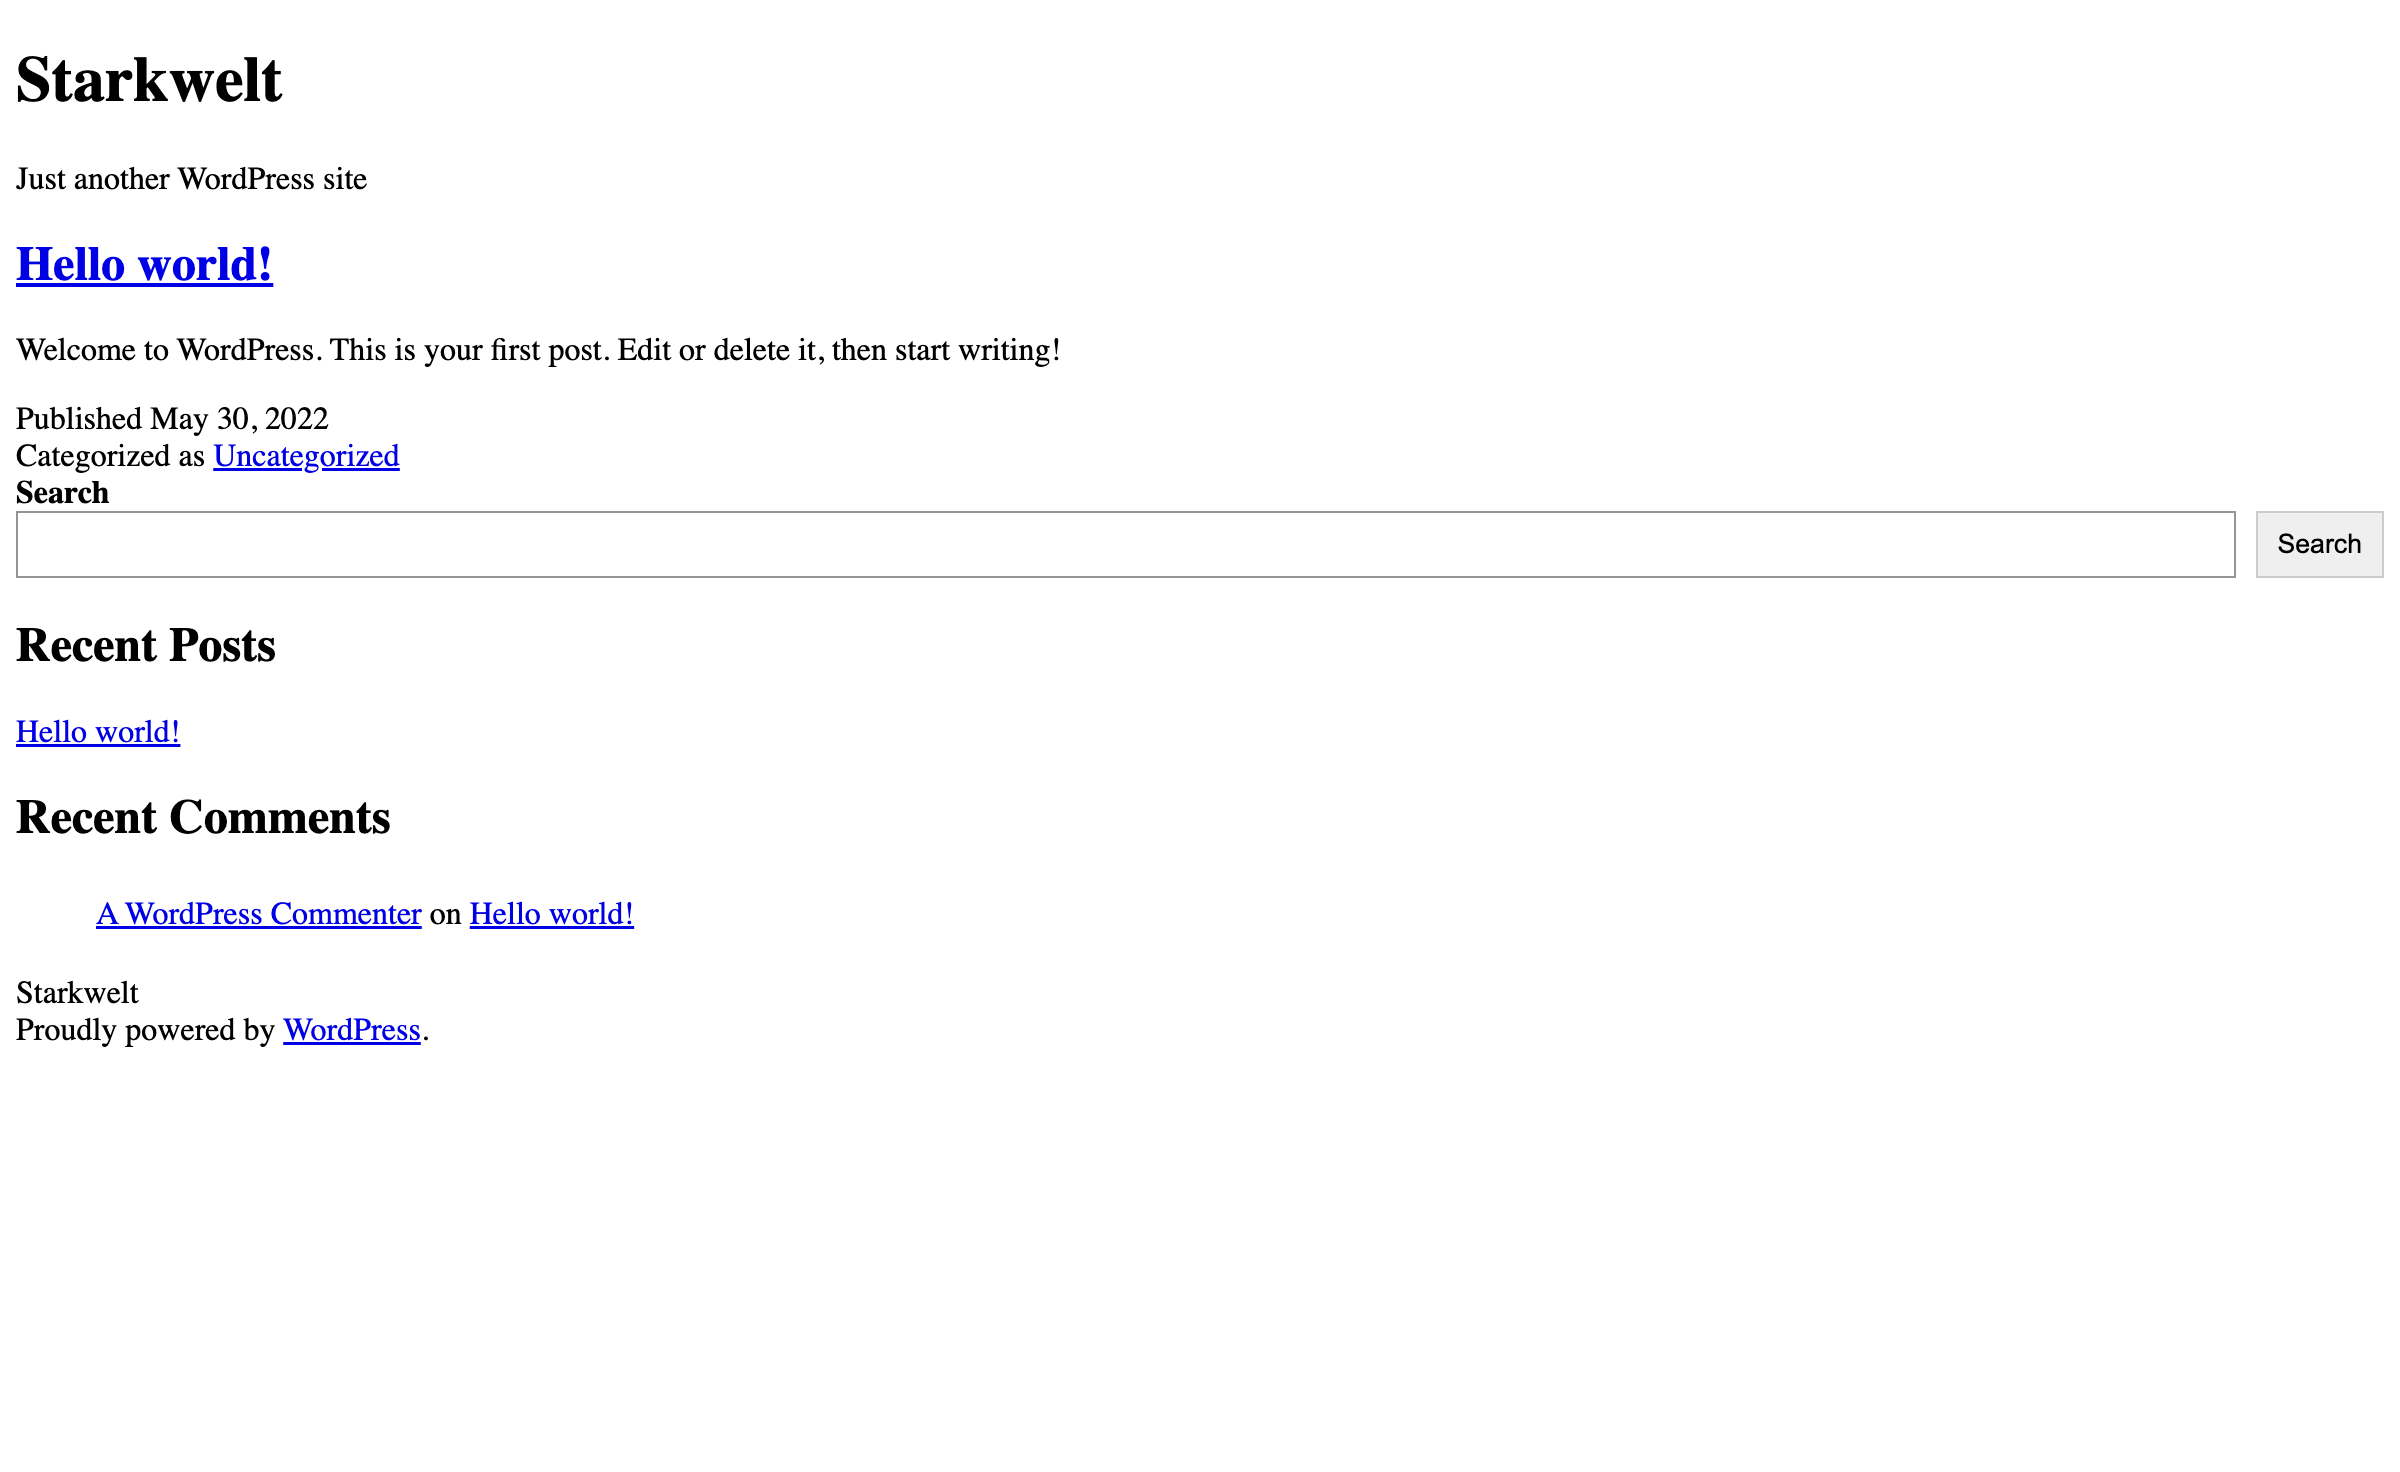 Starkwelt
Just another WordPress site
Hello world!
Welcome to WordPress. This is your first post. Edit or delete it, then start writing!
Published May 30, 2022
Categorized as Uncategorized
Search
Search
Recent Posts
Hello world!
Recent Comments
A WordPress Commenter on Hello world!
Starkwelt
Proudly powered by WordPress.